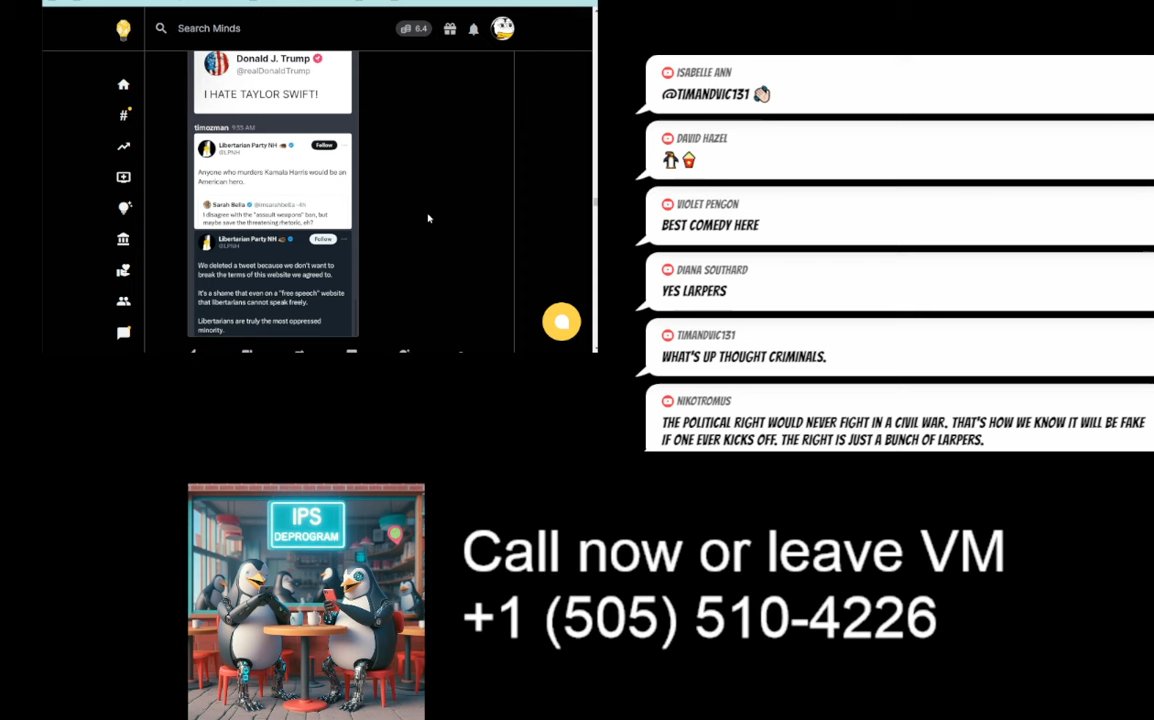 Search Minds
6.4
Donald J. Trump
@realDonaldTrump
I HATE TAYLOR SWIFT!
timozman 9:55 AM
Libertarian Party NH
@LPNH
Follow
Anyone who murders Kamala Harris would be an
American hero.
Sarah Bella @imsarahbella · 4h
I disagree with the "assault weapons" ban, but
maybe save the threatening rhetoric, eh?
Libertarian Party NH
@LPNH
Follow
We deleted a tweet because we don't want to
break the terms of this website we agreed to.
It's a shame that even on a "free speech" website
that libertarians cannot speak freely.
Libertarians are truly the most oppressed
minority.
ISABELLE ANN
@TIMANDVIC131
DAVID HAZEL
VIOLET PENGON
BEST COMEDY HERE
DIANA SOUTHARD
YES LARPERS
TIMANDVIC131
WHAT'S UP THOUGHT CRIMINALS.
NIKOTROMUS
THE POLITICAL RIGHT WOULD NEVER FIGHT IN A CIVIL WAR. THAT'S HOW WE KNOW IT WILL BE FAKE
IF ONE EVER KICKS OFF. THE RIGHT IS JUST A BUNCH OF LARPERS.
IPS
DEPROGRAM
Call now or leave VM
+1 (505) 510-4226